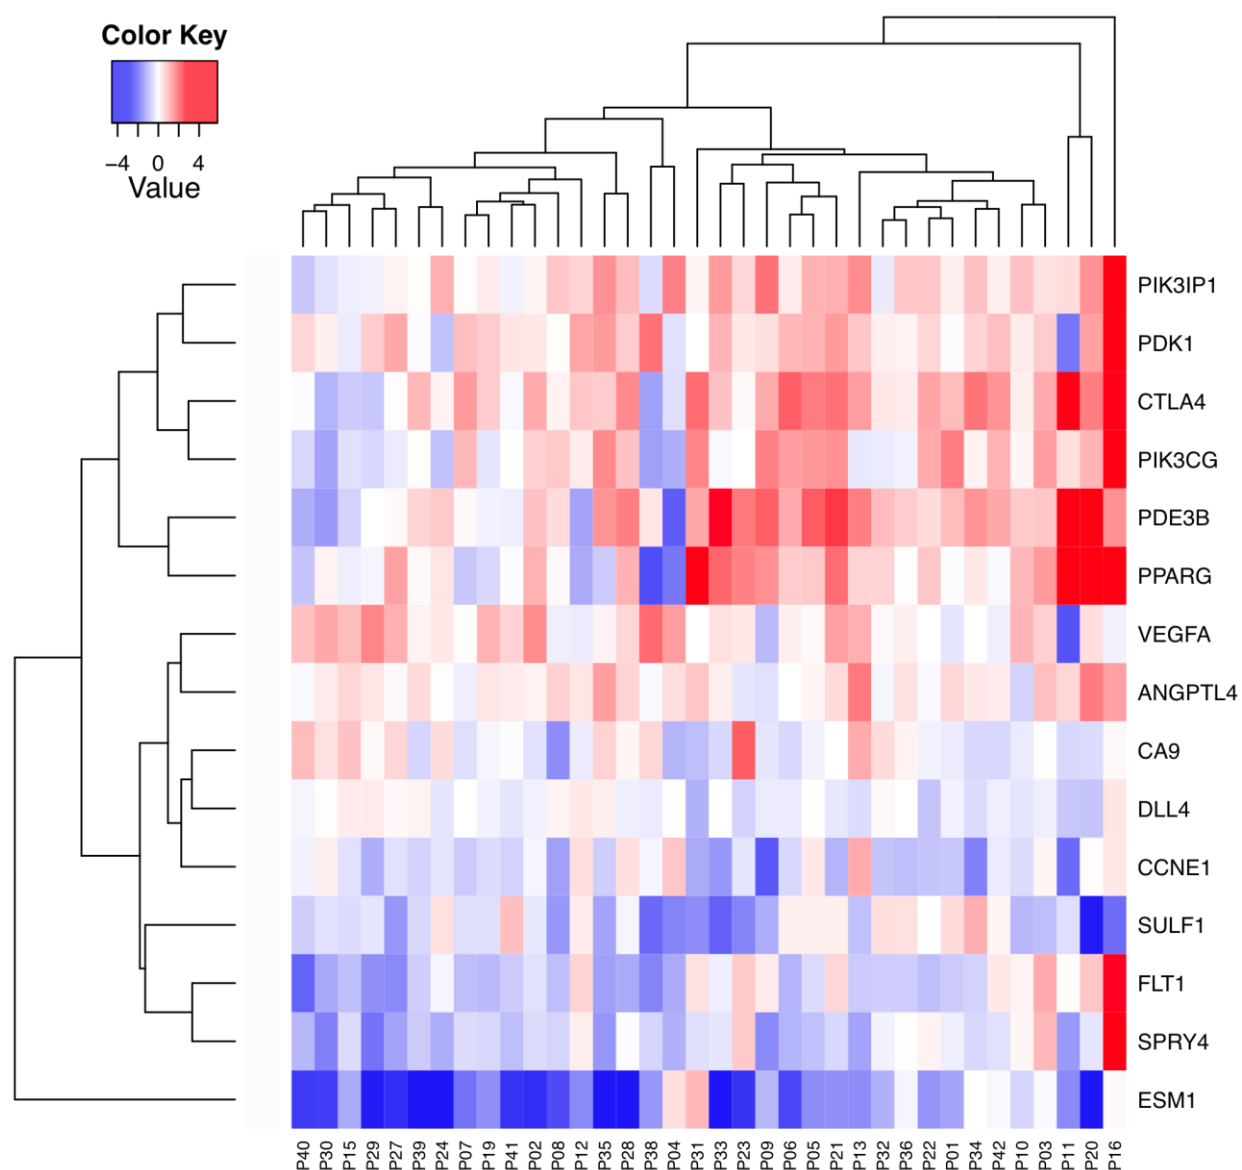 Color Key
−4 0 4
Value
PIK3IP1
PDK1
CTLA4
PIK3CG
PDE3B
PPARG
VEGFA
ANGPTL4
CA9
DLL4
CCNE1
SULF1
FLT1
SPRY4
ESM1
P40 P30 P15 P29 P27 P39 P24 P07 P19 P41 P02 P08 P12 P35 P28 P38 P04 P31 P33 P23 P09 P06 P05 P21 P13 P32 P36 P22 P01 P34 P42 P10 P03 P11 P20 P16